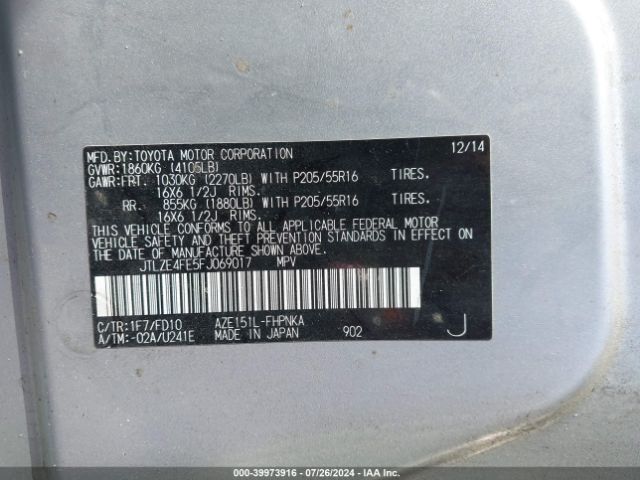 MFD.BY:TOYOTA MOTOR CORPORATION 12/14
GVWR:1860KG (4105LB)
GAWR:FRT. 1030KG (2270LB) WITH P205/55R16 TIRES.
16X6 1/2J RIMS.
RR. 855KG (1880LB) WITH P205/55R16 TIRES.
16X6 1/2J RIMS.
THIS VEHICLE CONFORMS TO ALL APPLICABLE FEDERAL MOTOR
VEHICLE SAFETY AND THEFT PREVENTION STANDARDS IN EFFECT ON
THE DATE OF MANUFACTURE SHOWN ABOVE.
JTLZE4FE5FJ069017 MPV
C/TR:1F7/FD10 AZE151L-FHPNKA
A/TM:-02A/U241E MADE IN JAPAN 902 J
000-39973916 - 07/26/2024 - IAAI.COM